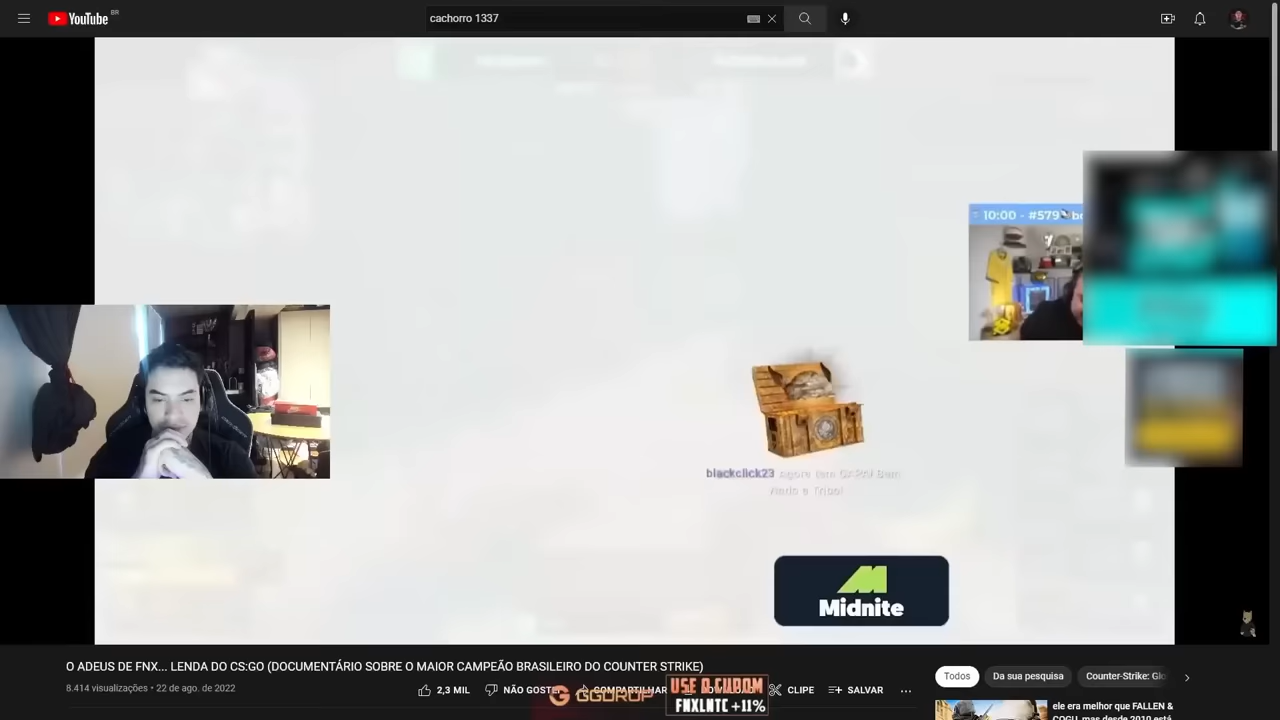 YouTube BR
cachorro 1337
10:00 - #579
blackclick23 agora tem
Midnite
O ADEUS DE FNX... LENDA DO CS:GO (DOCUMENTÁRIO SOBRE O MAIOR CAMPEÃO BRASILEIRO DO COUNTER STRIKE)
8.414 visualizações • 22 de ago. de 2022
2,3 MIL
NÃO GOSTEI
COMPARTILHAR
CLIPE
SALVAR
GGDROP
USE O CUPOM
FNXLNTC +11%
Todos
Da sua pesquisa
Counter-Strike: Glo
ele era melhor que FALLEN &
COGU, mas desde 2010 está